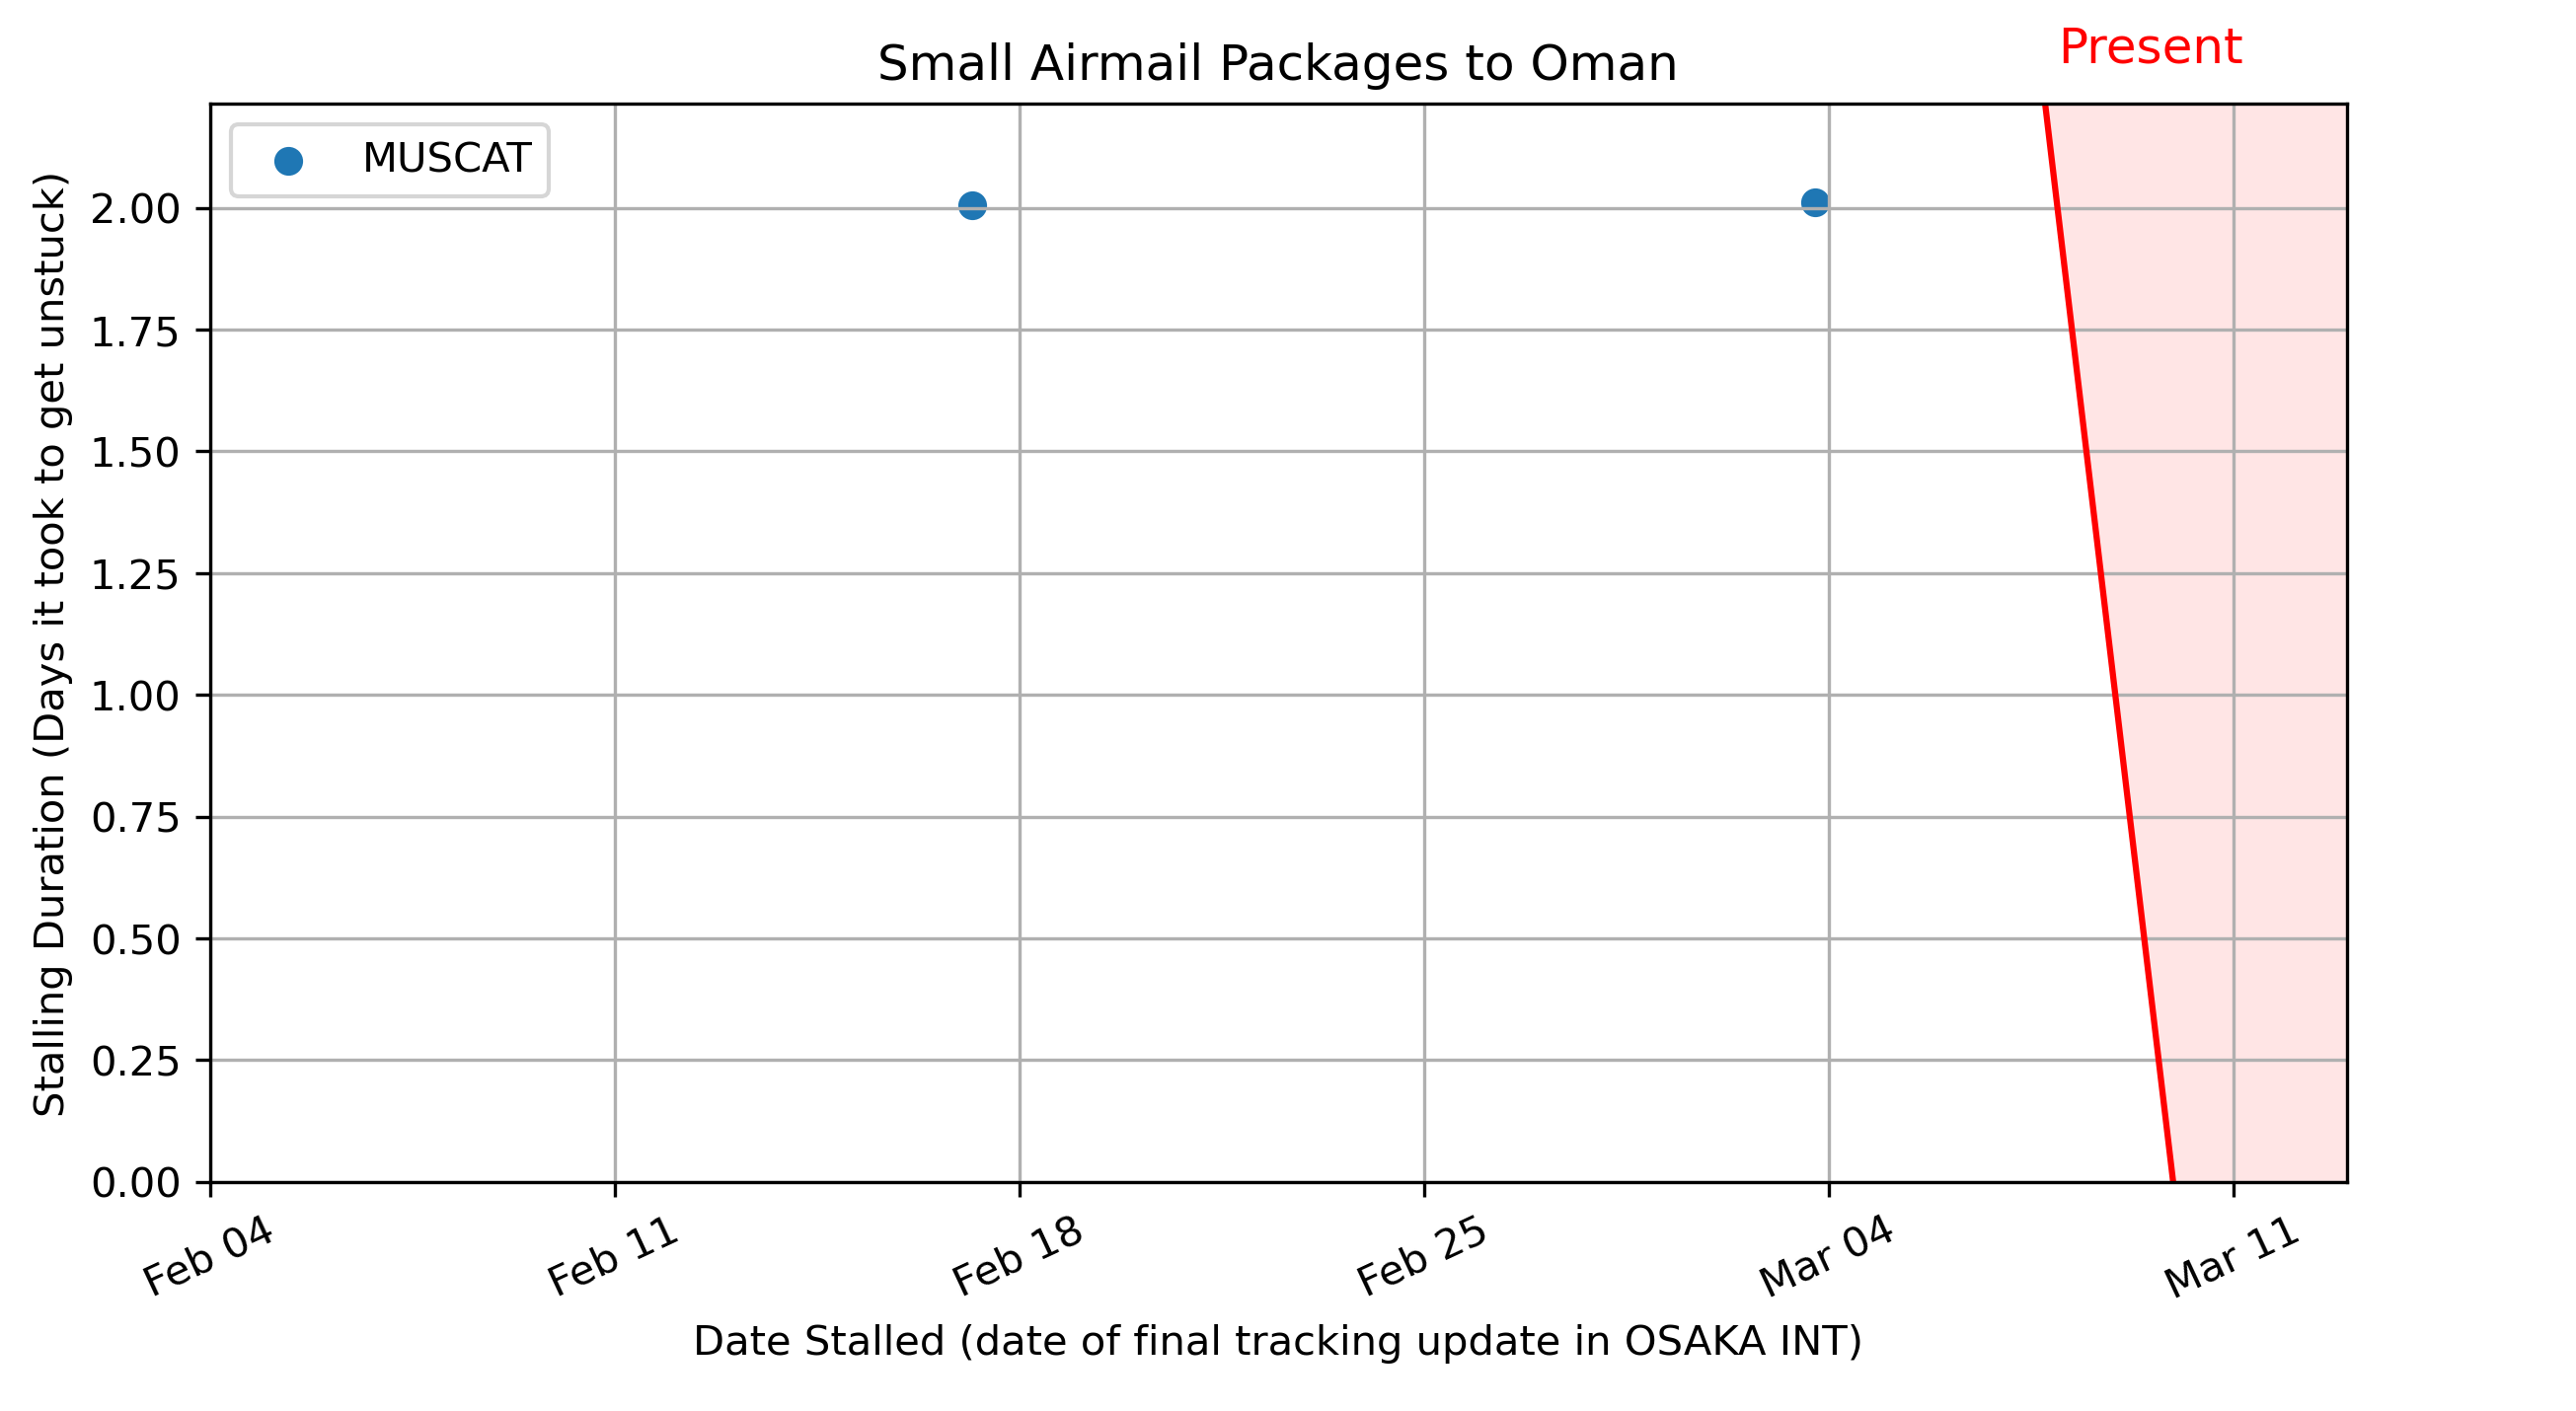 Present
Small Airmail Packages to Oman
MUSCAT
Stalling Duration (Days it took to get unstuck)
2.00
1.75
1.50
1.25
1.00
0.75
0.50
0.25
0.00
Feb 04
Feb 11
Feb 18
Feb 25
Mar 04
Mar 11
Date Stalled (date of final tracking update in OSAKA INT)